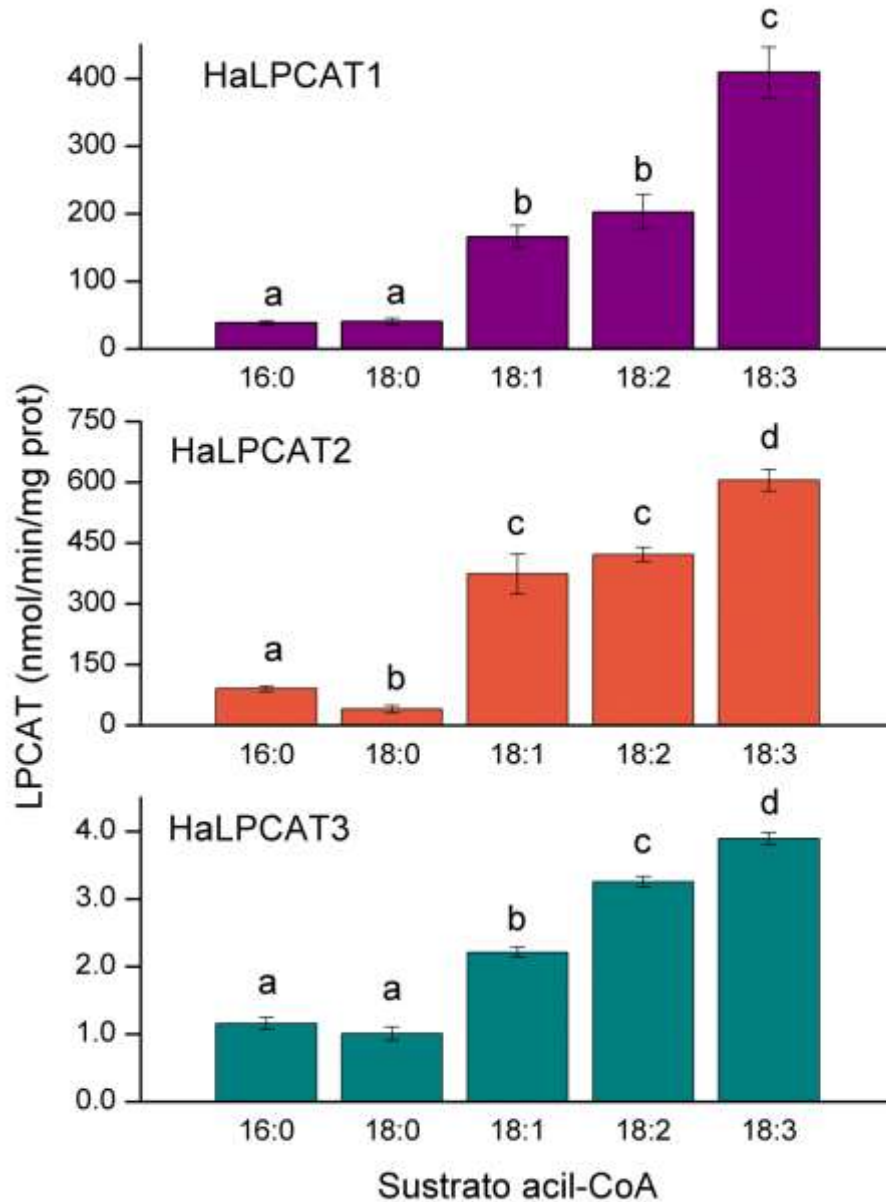 LPCAT (nmol/min/mg prot)
HaLPCAT1
c
400
300
b
b
200
100
a
a
0
16:0 18:0 18:1 18:2 18:3
750
HaLPCAT2
d
600
c
c
450
300
a
150
b
0
16:0 18:0 18:1 18:2 18:3
HaLPCAT3
d
4.0
c
3.0
b
2.0
a
a
1.0
0.0
16:0 18:0 18:1 18:2 18:3
Sustrato acil-CoA